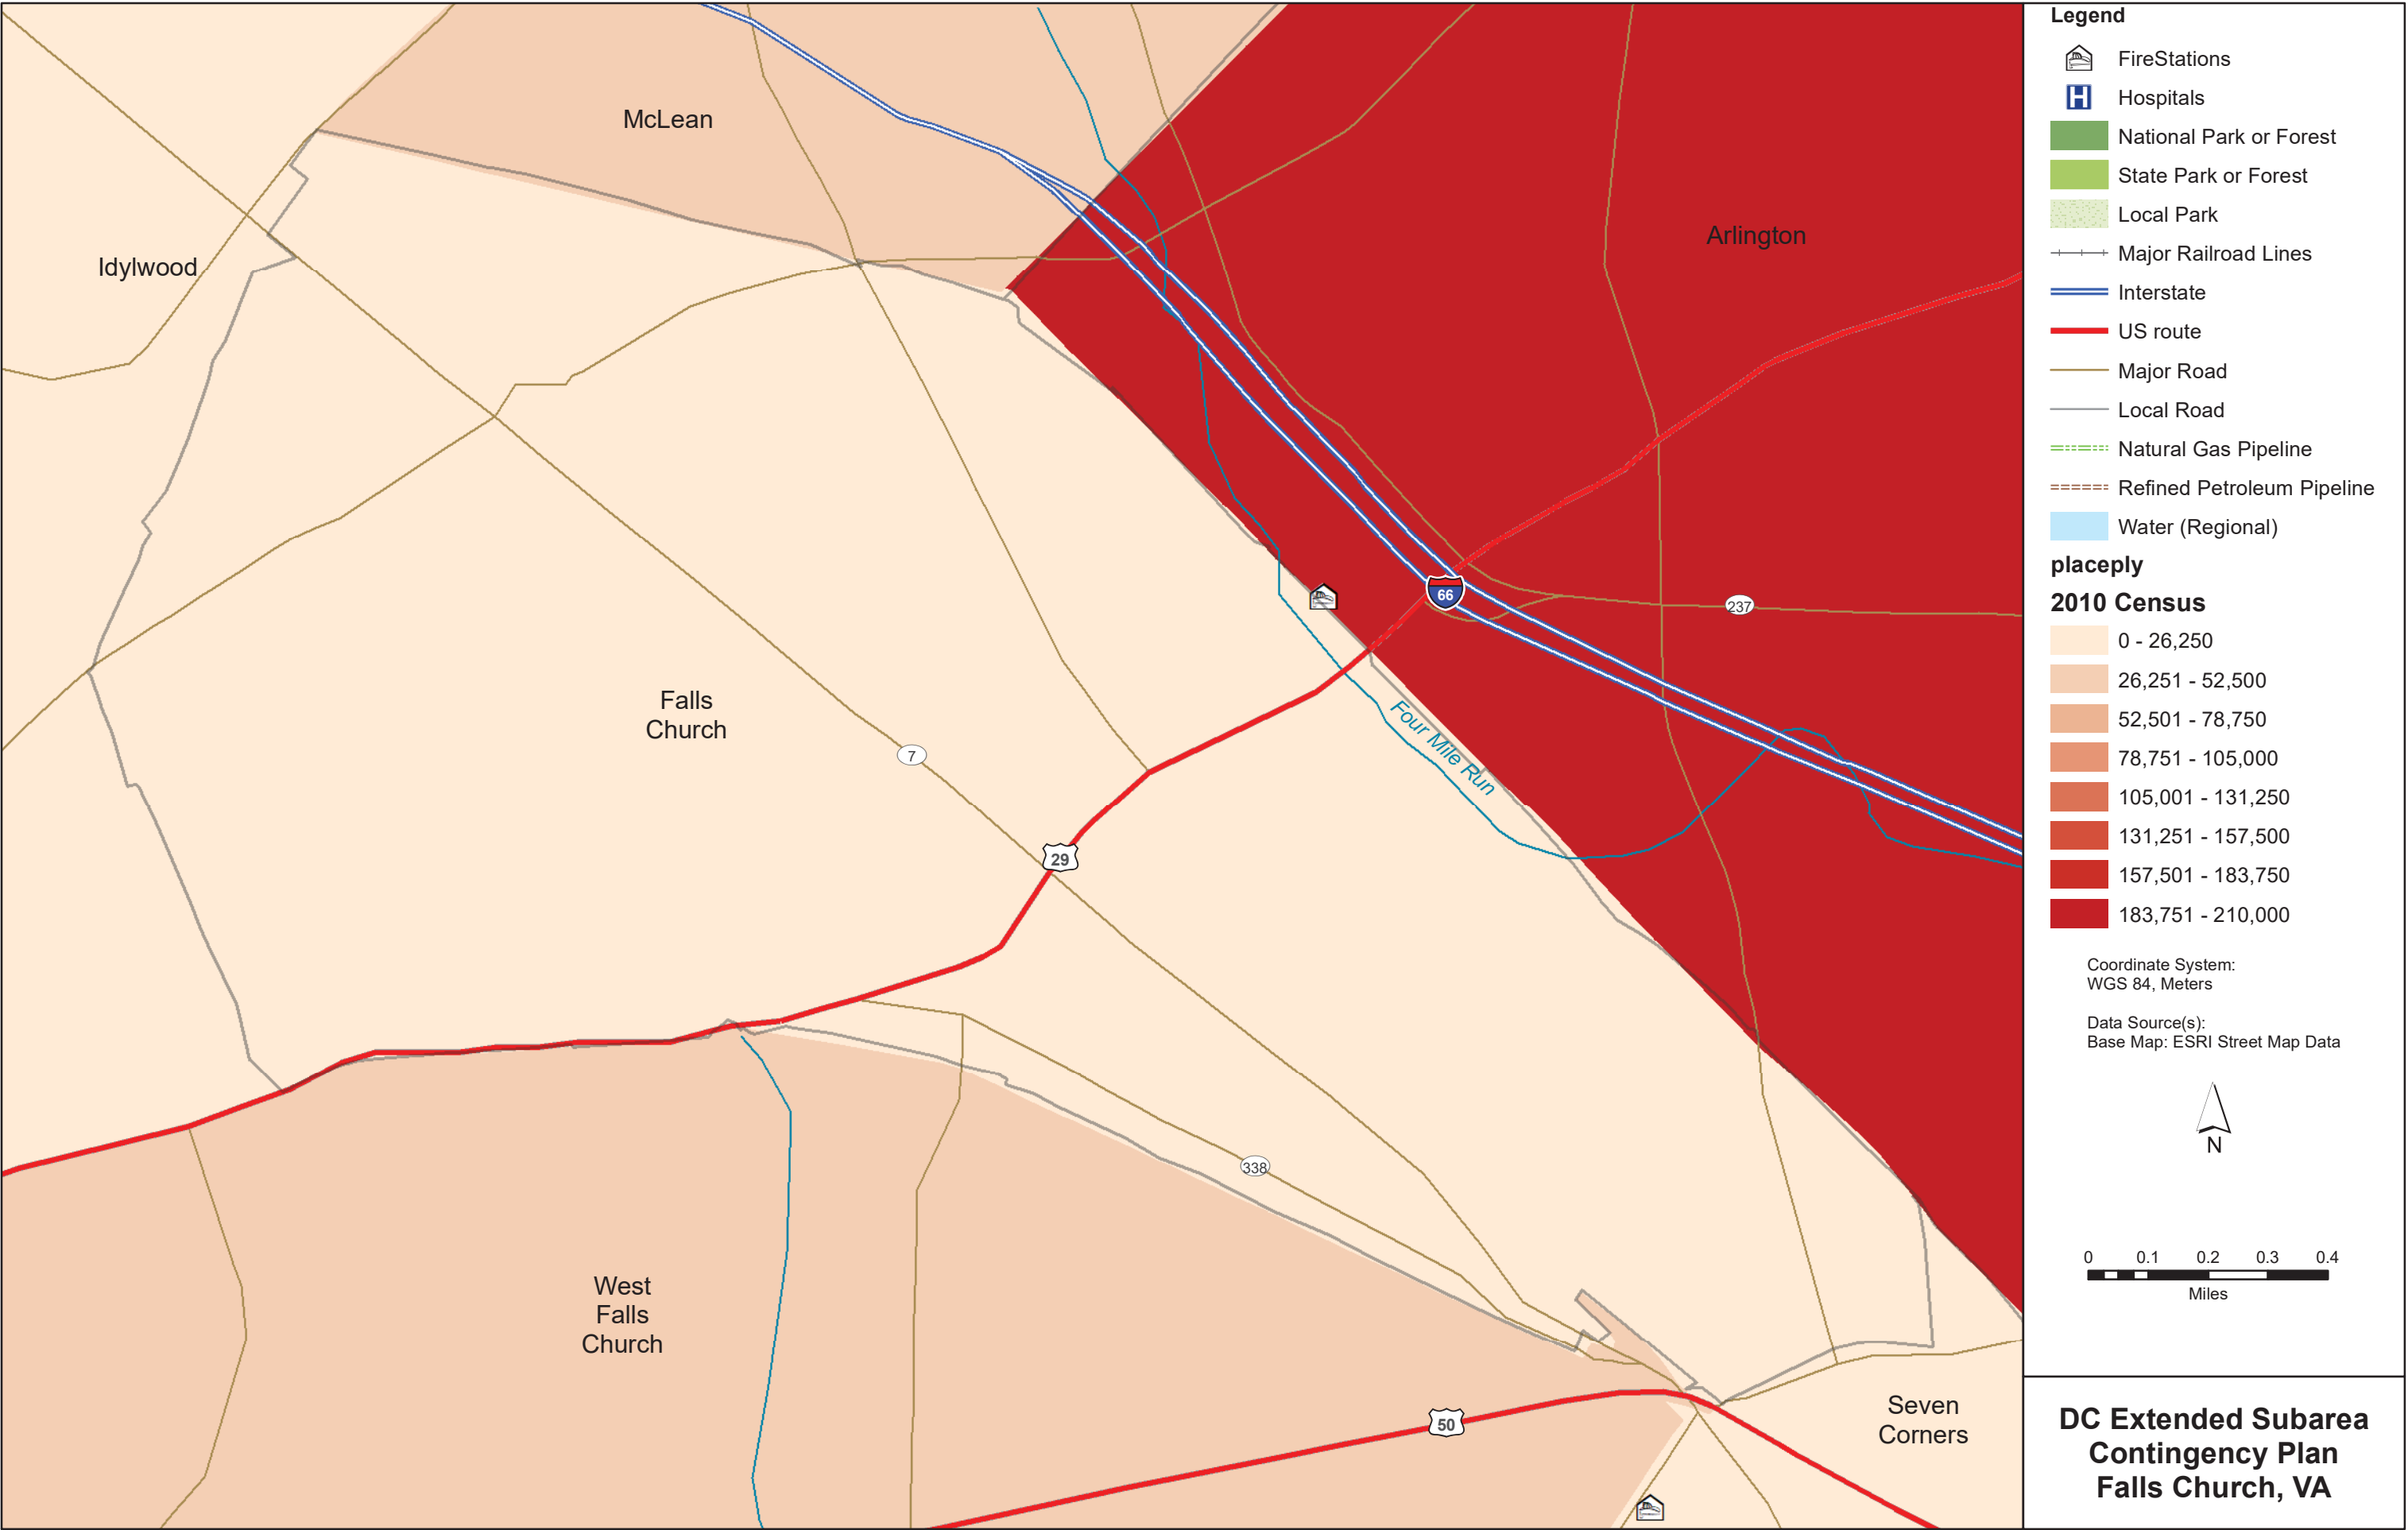 McLean
Idylwood
Arlington
66
237
Falls
Church
7
Four Mile Run
29
338
West
Falls
Church
50
Seven
Corners
Legend
FireStations
H
Hospitals
National Park or Forest
State Park or Forest
Local Park
Major Railroad Lines
Interstate
US route
Major Road
Local Road
Natural Gas Pipeline
Refined Petroleum Pipeline
Water (Regional)
placeply
2010 Census
0 - 26,250
26,251 - 52,500
52,501 - 78,750
78,751 - 105,000
105,001 - 131,250
131,251 - 157,500
157,501 - 183,750
183,751 - 210,000
Coordinate System:
WGS 84, Meters
Data Source(s):
Base Map: ESRI Street Map Data
N
0 0.1 0.2 0.3 0.4
Miles
DC Extended Subarea
Contingency Plan
Falls Church, VA